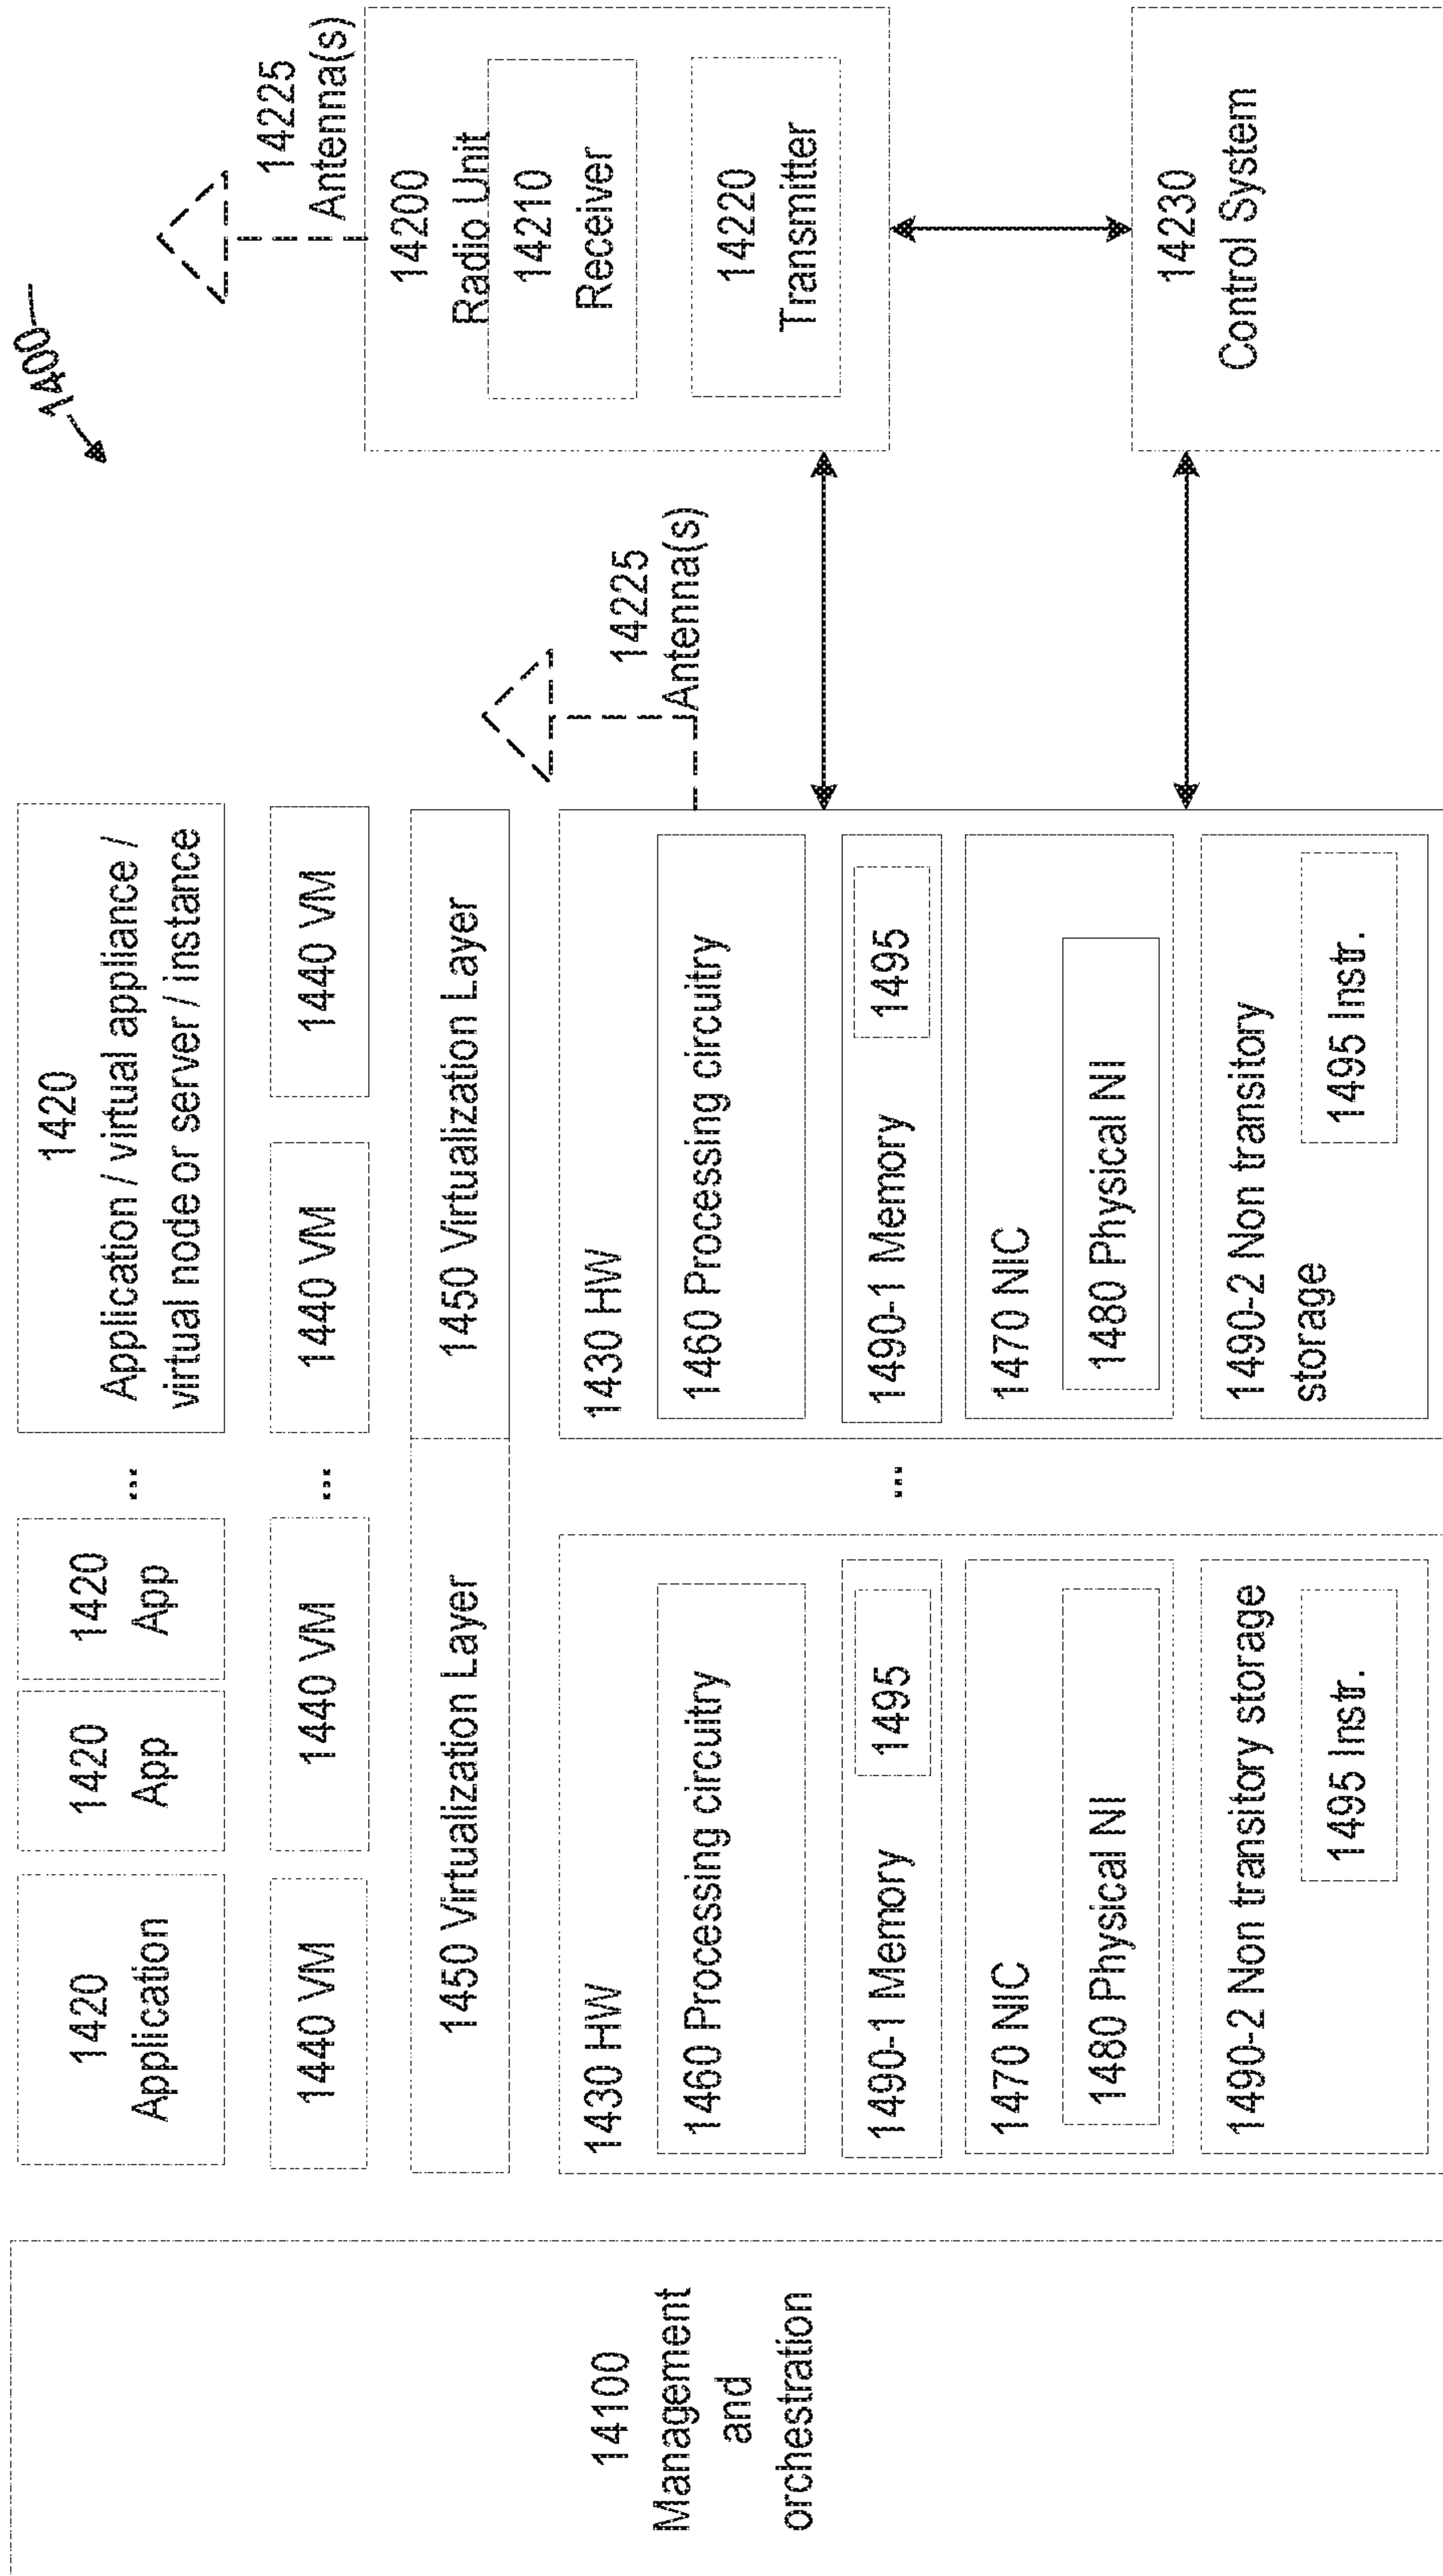 1400
14100
Management
and
orchestration
1420
Application
1420
App
1420
App
...
1420
Application / virtual appliance /
virtual node or server / instance
1440 VM
1440 VM
...
1440 VM
1440 VM
1450 Virtualization Layer
1450 Virtualization Layer
1430 HW
1460 Processing circuitry
1490-1 Memory
1495
1470 NIC
1480 Physical NI
1490-2 Non transitory storage
1495 Instr.
...
1430 HW
1460 Processing circuitry
1490-1 Memory
1495
1470 NIC
1480 Physical NI
1490-2 Non transitory
storage
1495 Instr.
14225
Antenna(s)
14225
Antenna(s)
14200
Radio Unit
14210
Receiver
14220
Transmitter
14230
Control System